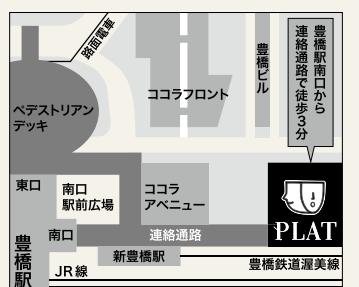 路面電車
豊橋駅南口から
連絡通路で徒歩3分
豊橋ビル
ココラフロント
ペデストリアン
デッキ
東口
南口
駅前広場
ココラ
アベニュー
PLAT
南口
連絡通路
豊橋駅
新豊橋駅
豊橋鉄道渥美線
JR線